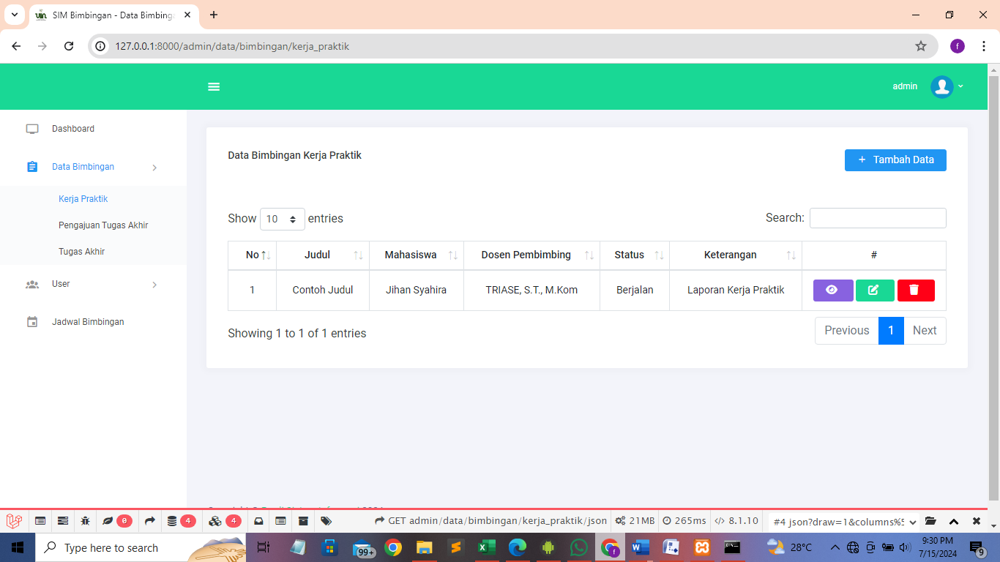 SIM Bimbingan - Data Bimbing
127.0.0.1:8000/admin/data/bimbingan/kerja_praktik
f
admin
Dashboard
Data Bimbingan
Kerja Praktik
Pengajuan Tugas Akhir
Tugas Akhir
User
Jadwal Bimbingan
Data Bimbingan Kerja Praktik
+ Tambah Data
Show 10 entries
Search:
No Judul Mahasiswa Dosen Pembimbing Status Keterangan #
1 Contoh Judul Jihan Syahira TRIASE, S.T., M.Kom Berjalan Laporan Kerja Praktik
Showing 1 to 1 of 1 entries
Previous 1 Next
0 4 4 GET admin/data/bimbingan/kerja_praktik/json 21MB 265ms 8.1.10 #4 json?draw=1&columns%5
Type here to search
99+
28°C
9:30 PM
7/15/2024
9